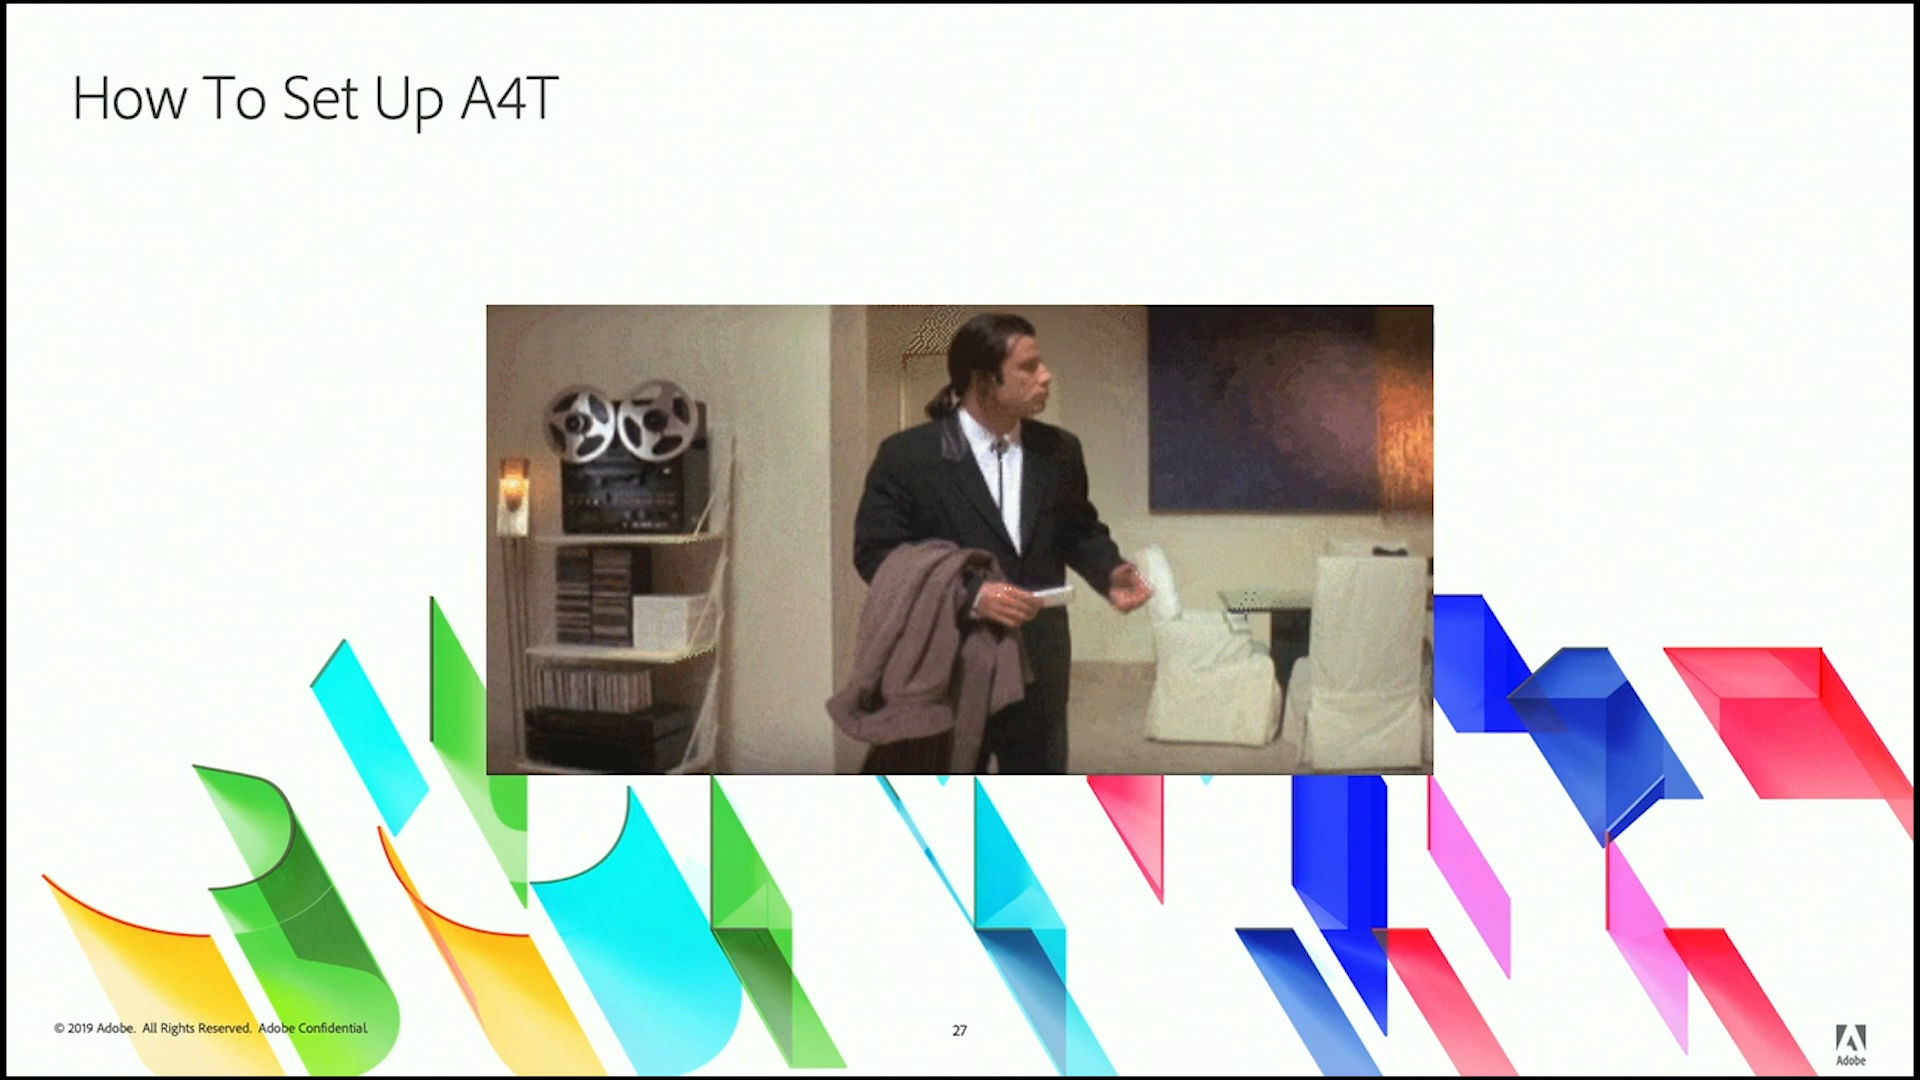 How To Set Up A4T
© 2019 Adobe. All Rights Reserved. Adobe Confidential.
27
Adobe